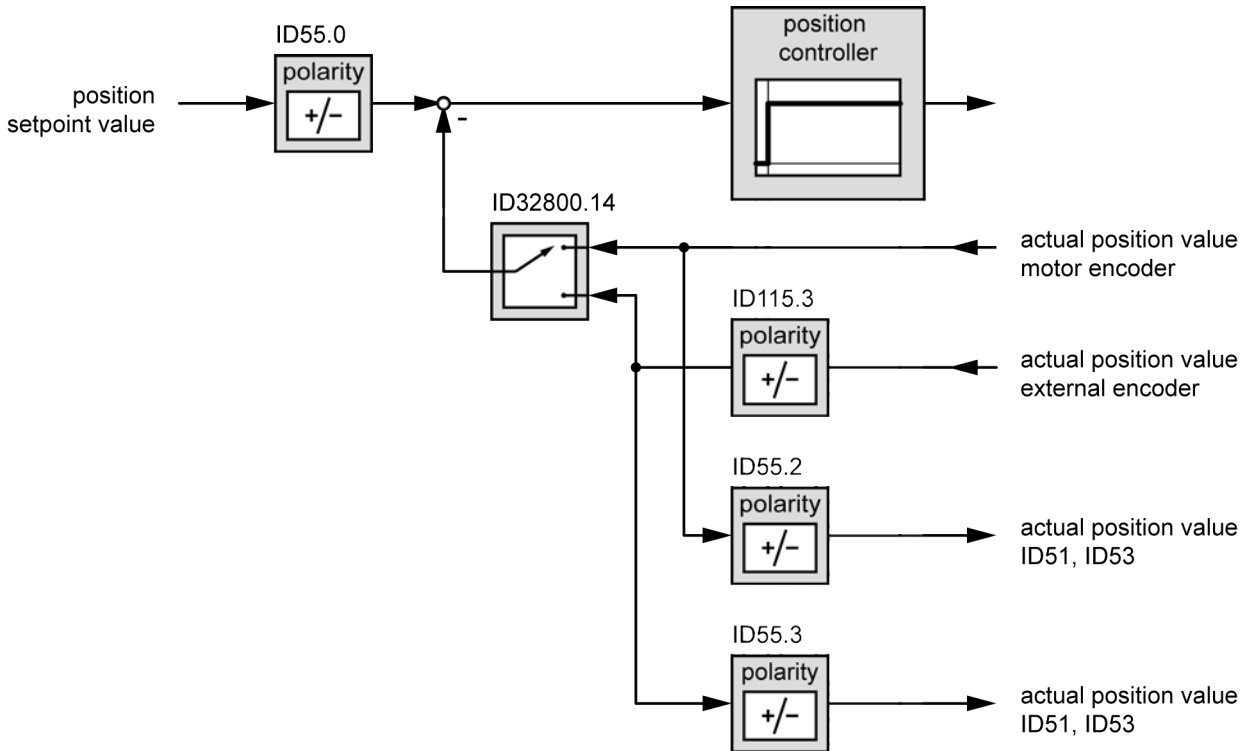 ID55.0
polarity
+/−
position
setpoint value
position
controller
-
ID32800.14
actual position value
motor encoder
ID115.3
polarity
+/−
actual position value
external encoder
ID55.2
polarity
+/−
actual position value
ID51, ID53
ID55.3
polarity
+/−
actual position value
ID51, ID53